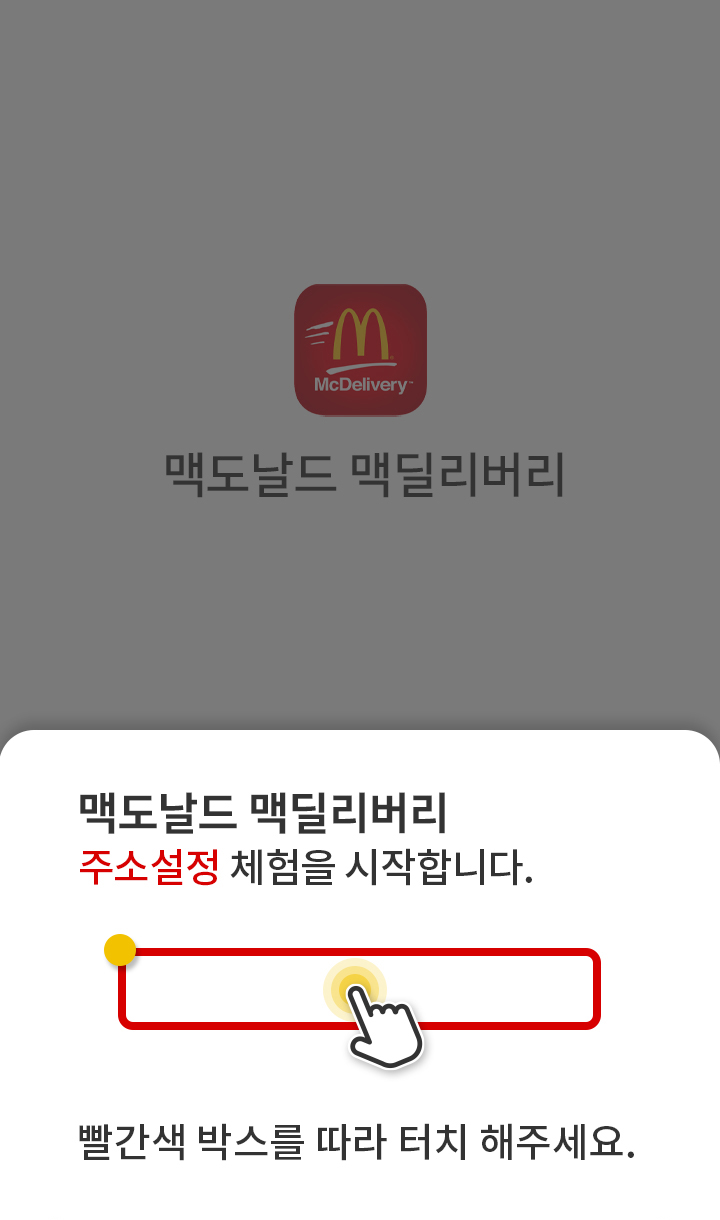 McDelivery™
맥도날드 맥딜리버리
맥도날드 맥딜리버리
주소설정 체험을 시작합니다.
빨간색 박스를 따라 터치 해주세요.